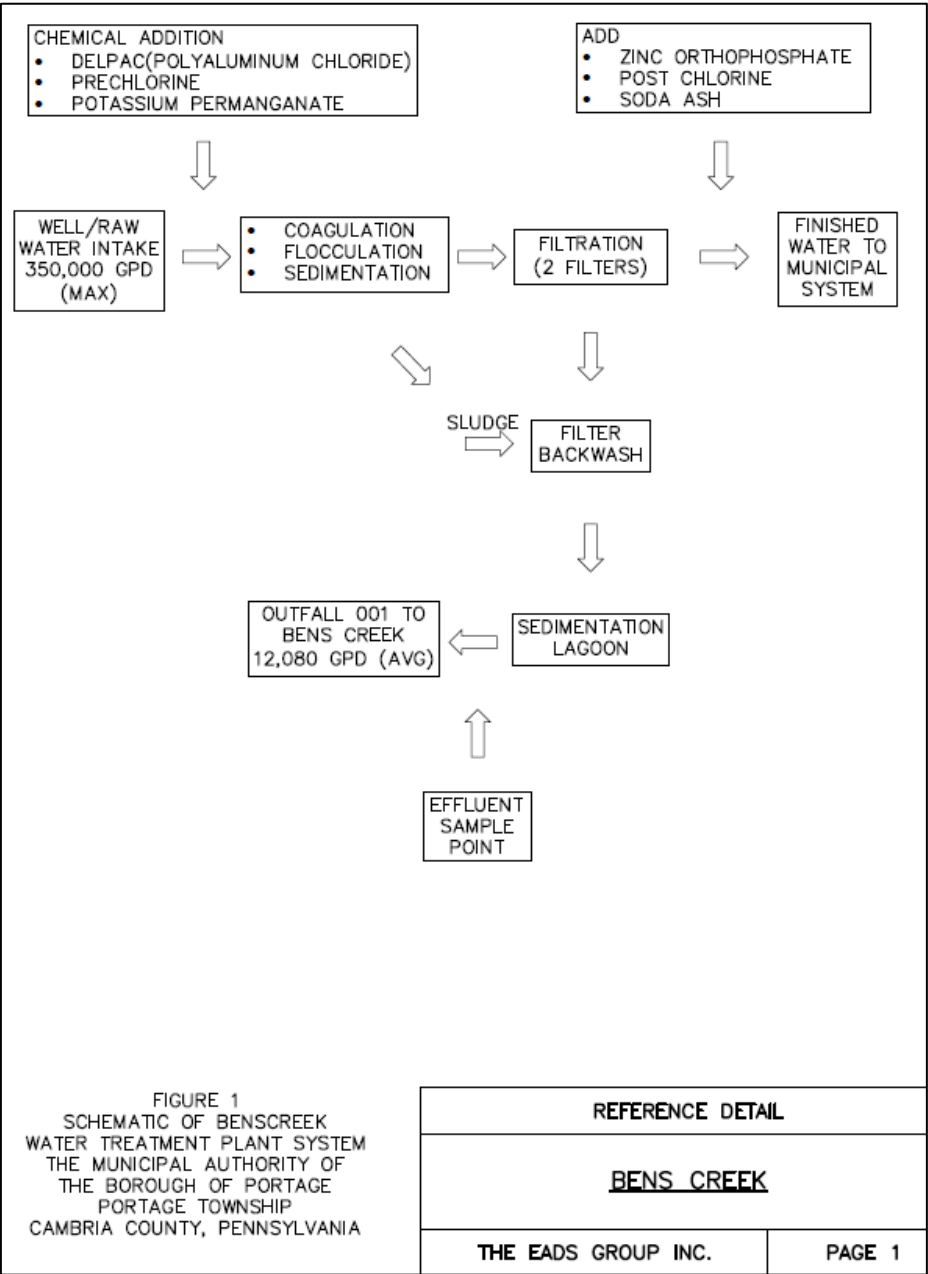 CHEMICAL ADDITION
• DELPAC(POLYALUMINUM CHLORIDE)
• PRECHLORINE
• POTASSIUM PERMANGANATE
ADD
• ZINC ORTHOPHOSPHATE
• POST CHLORINE
• SODA ASH
WELL/RAW
WATER INTAKE
350,000 GPD
(MAX)
• COAGULATION
• FLOCCULATION
• SEDIMENTATION
FILTRATION
(2 FILTERS)
FINISHED
WATER TO
MUNICIPAL
SYSTEM
SLUDGE
FILTER
BACKWASH
OUTFALL 001 TO
BENS CREEK
12,080 GPD (AVG)
SEDIMENTATION
LAGOON
EFFLUENT
SAMPLE
POINT
FIGURE 1
SCHEMATIC OF BENSCREEK
WATER TREATMENT PLANT SYSTEM
THE MUNICIPAL AUTHORITY OF
THE BOROUGH OF PORTAGE
PORTAGE TOWNSHIP
CAMBRIA COUNTY, PENNSYLVANIA
REFERENCE DETAIL
BENS CREEK
THE EADS GROUP INC.
PAGE 1